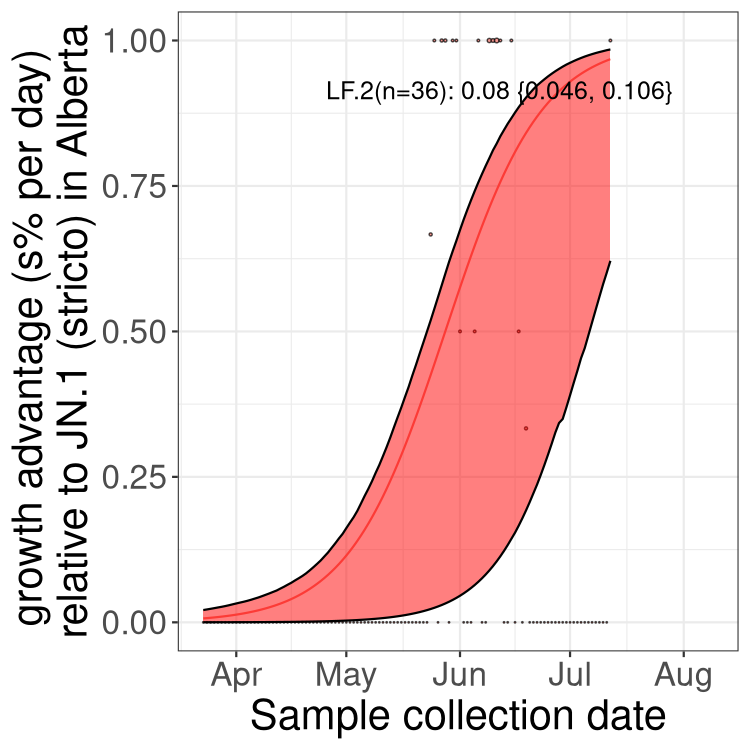 growth advantage (s% per day)
relative to JN.1 (stricto) in Alberta
1.00
0.75
0.50
0.25
0.00
LF.2(n=36): 0.08 {0.046, 0.106}
Apr May Jun Jul Aug
Sample collection date